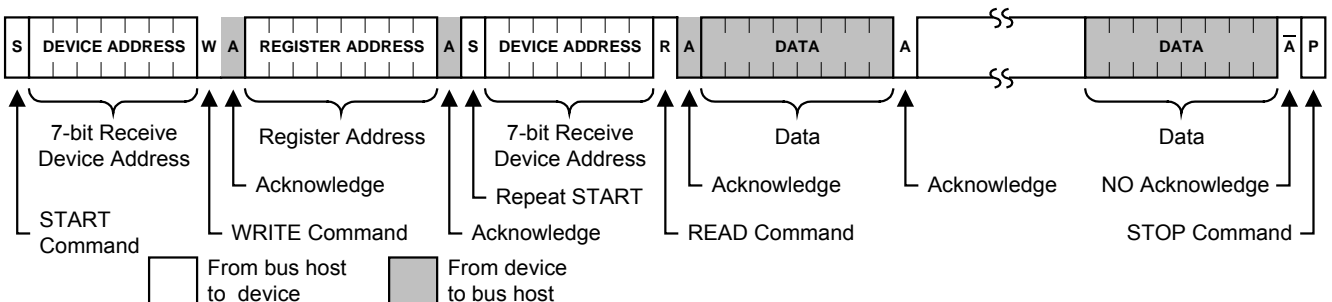 S DEVICE ADDRESS W A REGISTER ADDRESS A S DEVICE ADDRESS R A DATA A DATA A̅ P
7-bit Receive
Device Address
Register Address
7-bit Receive
Device Address
Data
Data
Acknowledge
Repeat START
Acknowledge
Acknowledge
NO Acknowledge
START
Command
WRITE Command
Acknowledge
READ Command
STOP Command
From bus host
to device
From device
to bus host